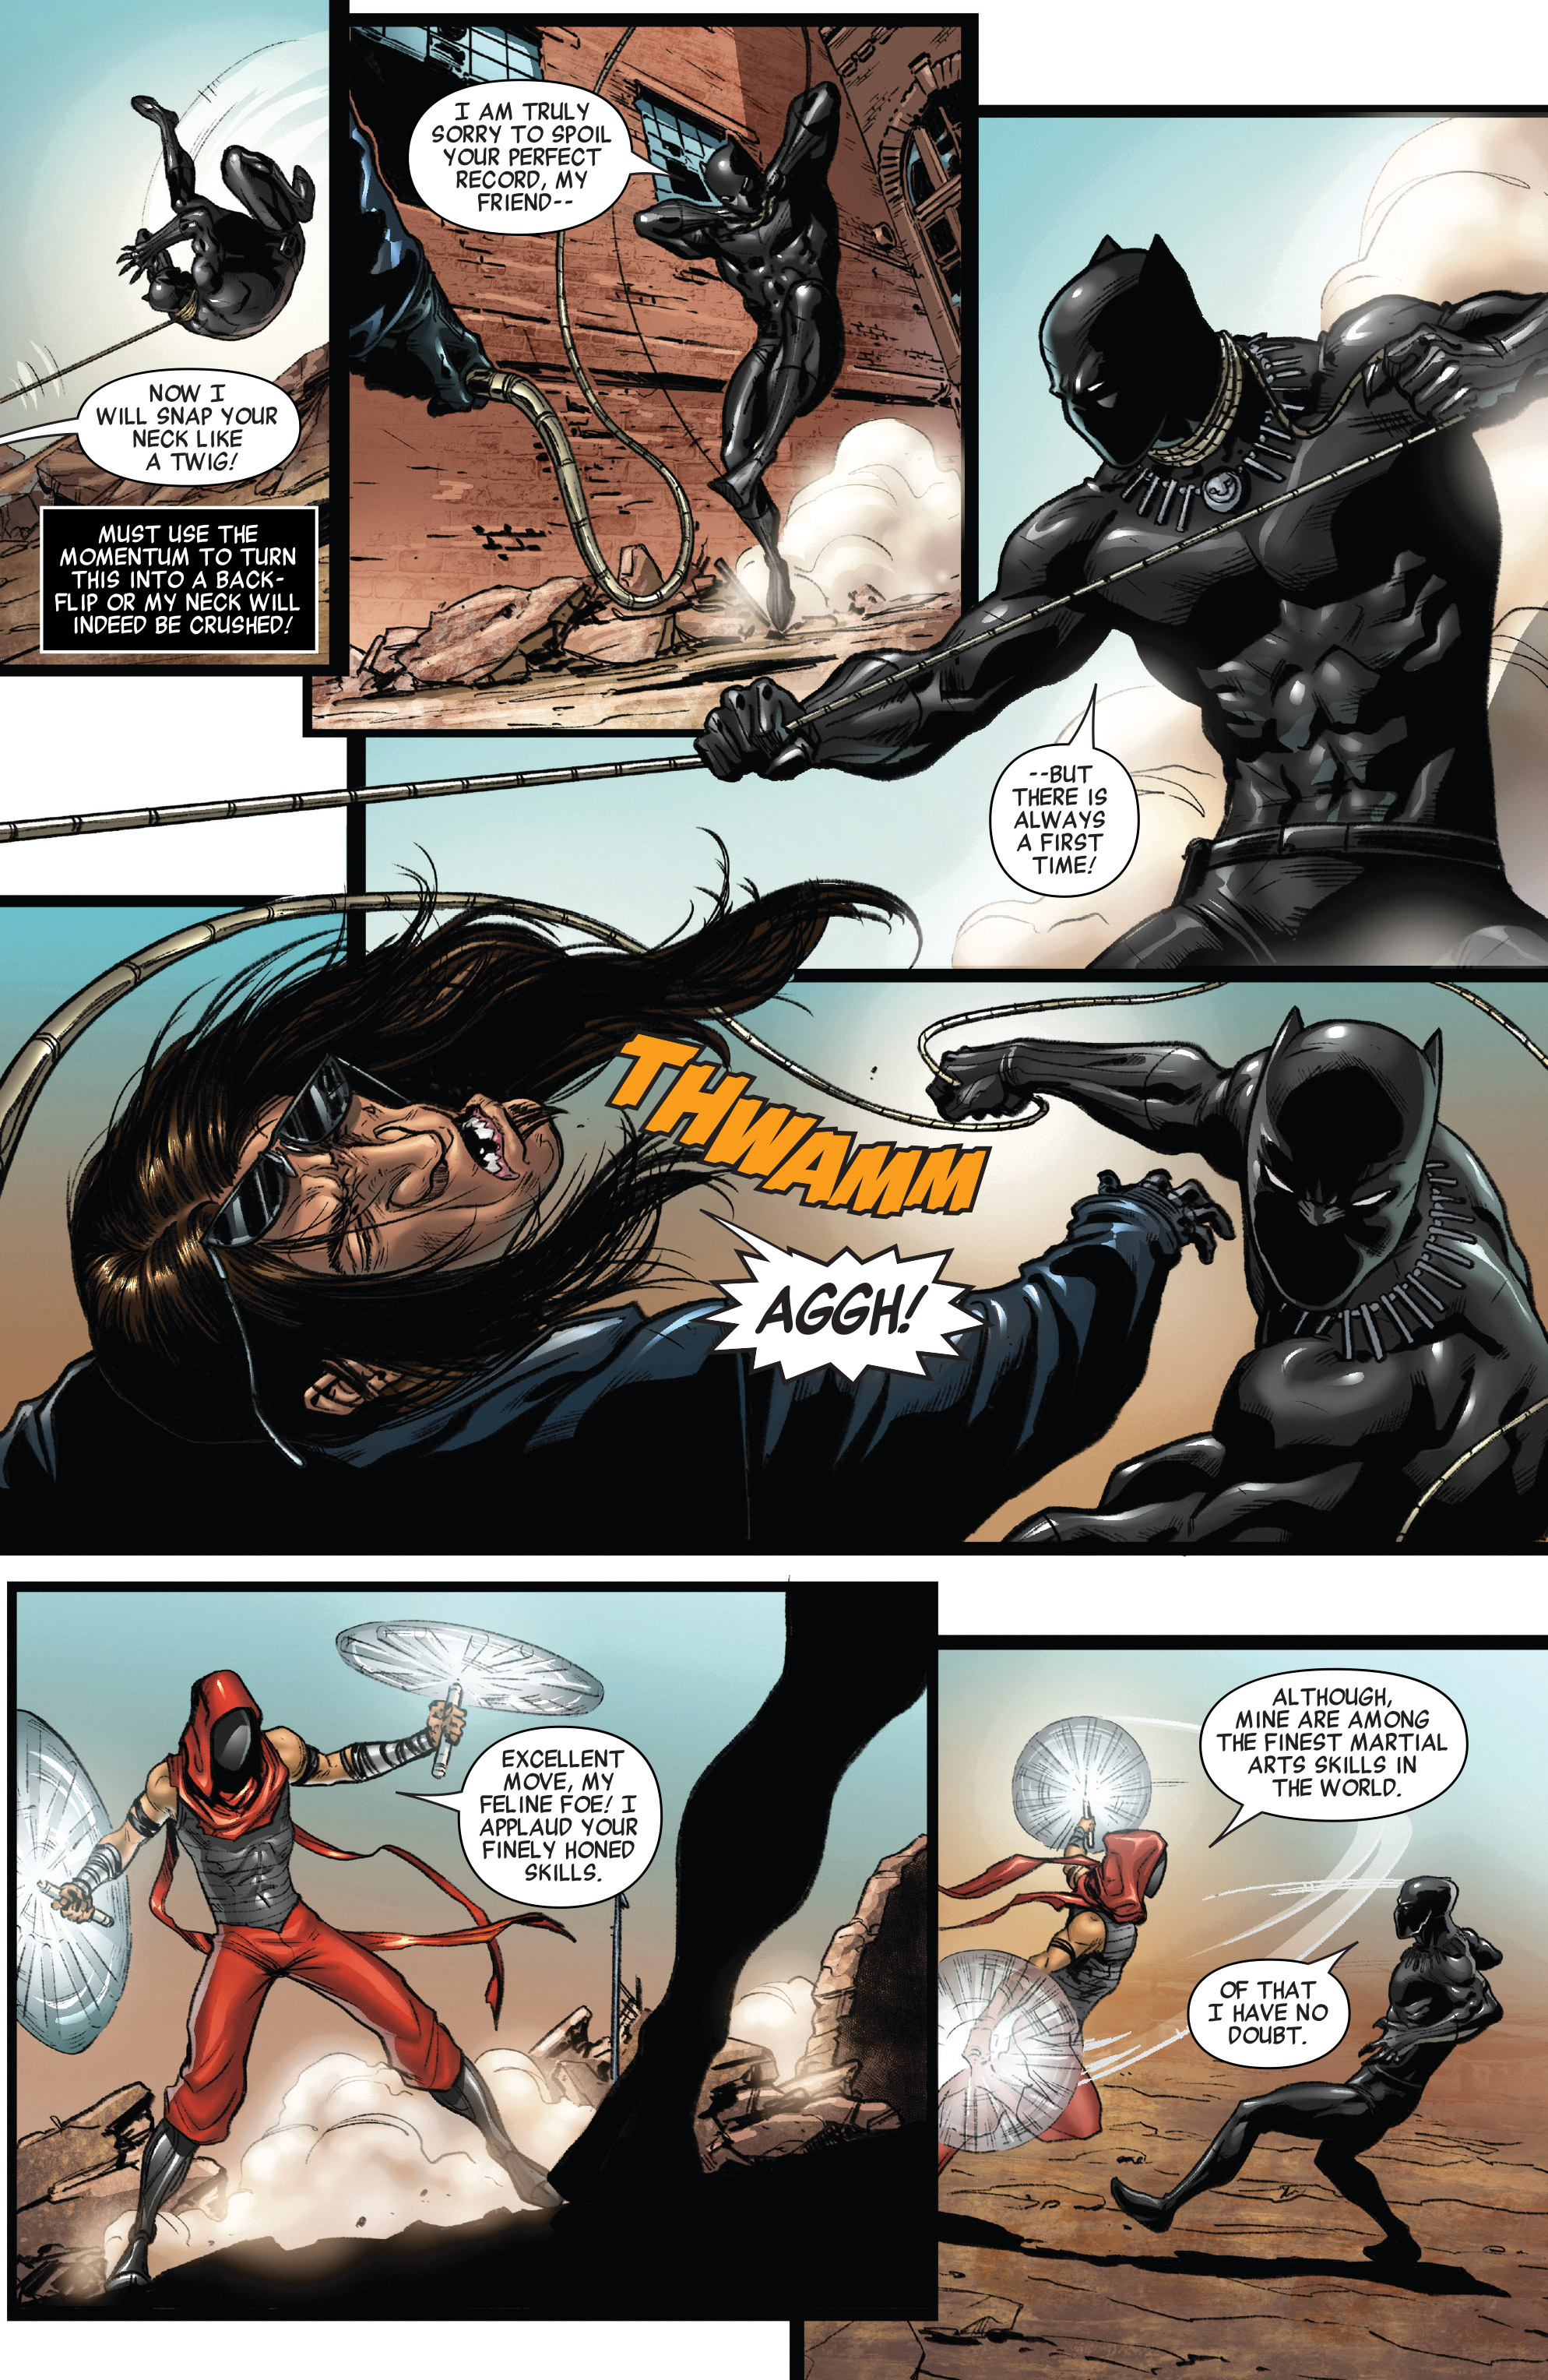 NOW I
WILL SNAP YOUR
NECK LIKE
A TWIG!
MUST USE THE
MOMENTUM TO TURN
THIS INTO A BACK-
FLIP OR MY NECK WILL
INDEED BE CRUSHED!
I AM TRULY
SORRY TO SPOIL
YOUR PERFECT
RECORD, MY
FRIEND--
--BUT
THERE IS
ALWAYS
A FIRST
TIME!
THWAMM
AGGH!
EXCELLENT
MOVE, MY
FELINE FOE! I
APPLAUD YOUR
FINELY HONED
SKILLS.
ALTHOUGH,
MINE ARE AMONG
THE FINEST MARTIAL
ARTS SKILLS IN
THE WORLD.
OF THAT
I HAVE NO
DOUBT.